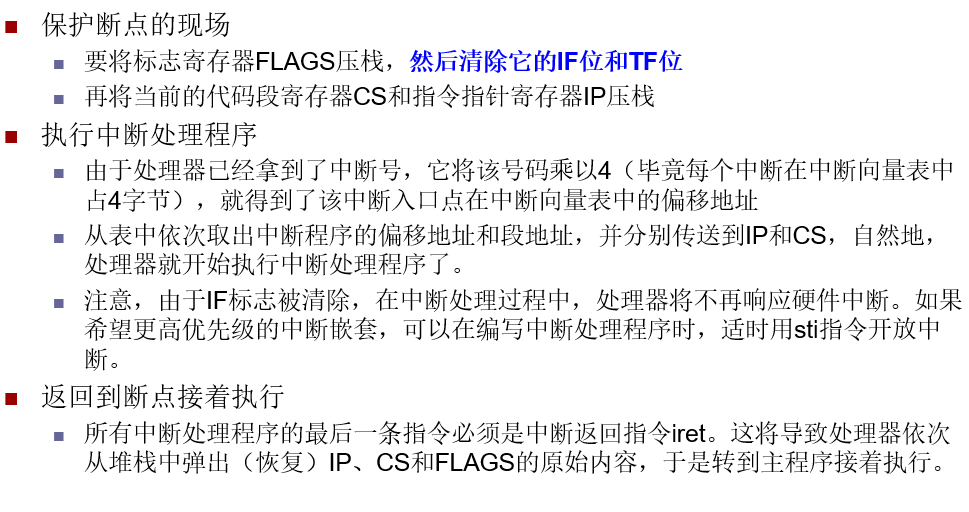 保护断点的现场
要将标志寄存器FLAGS压栈，然后清除它的IF位和TF位
再将当前的代码段寄存器CS和指令指针寄存器IP压栈
执行中断处理程序
由于处理器已经拿到了中断号，它将该号码乘以4（毕竟每个中断在中断向量表中
占4字节），就得到了该中断入口点在中断向量表中的偏移地址
从表中依次取出中断程序的偏移地址和段地址，并分别传送到IP和CS，自然地，
处理器就开始执行中断处理程序了。
注意，由于IF标志被清除，在中断处理过程中，处理器将不再响应硬件中断。如果
希望更高优先级的中断嵌套，可以在编写中断处理程序时，适时用sti指令开放中
断。
返回到断点接着执行
所有中断处理程序的最后一条指令必须是中断返回指令iret。这将导致处理器依次
从堆栈中弹出（恢复）IP、CS和FLAGS的原始内容，于是转到主程序接着执行。